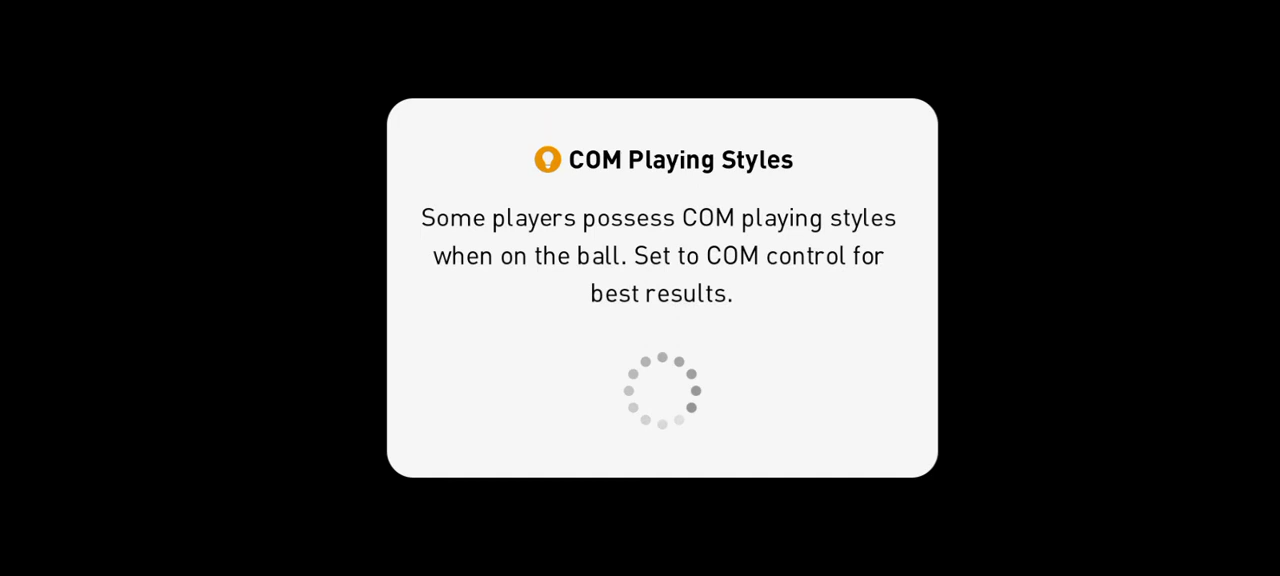 COM Playing Styles
Some players possess COM playing styles
when on the ball. Set to COM control for
best results.